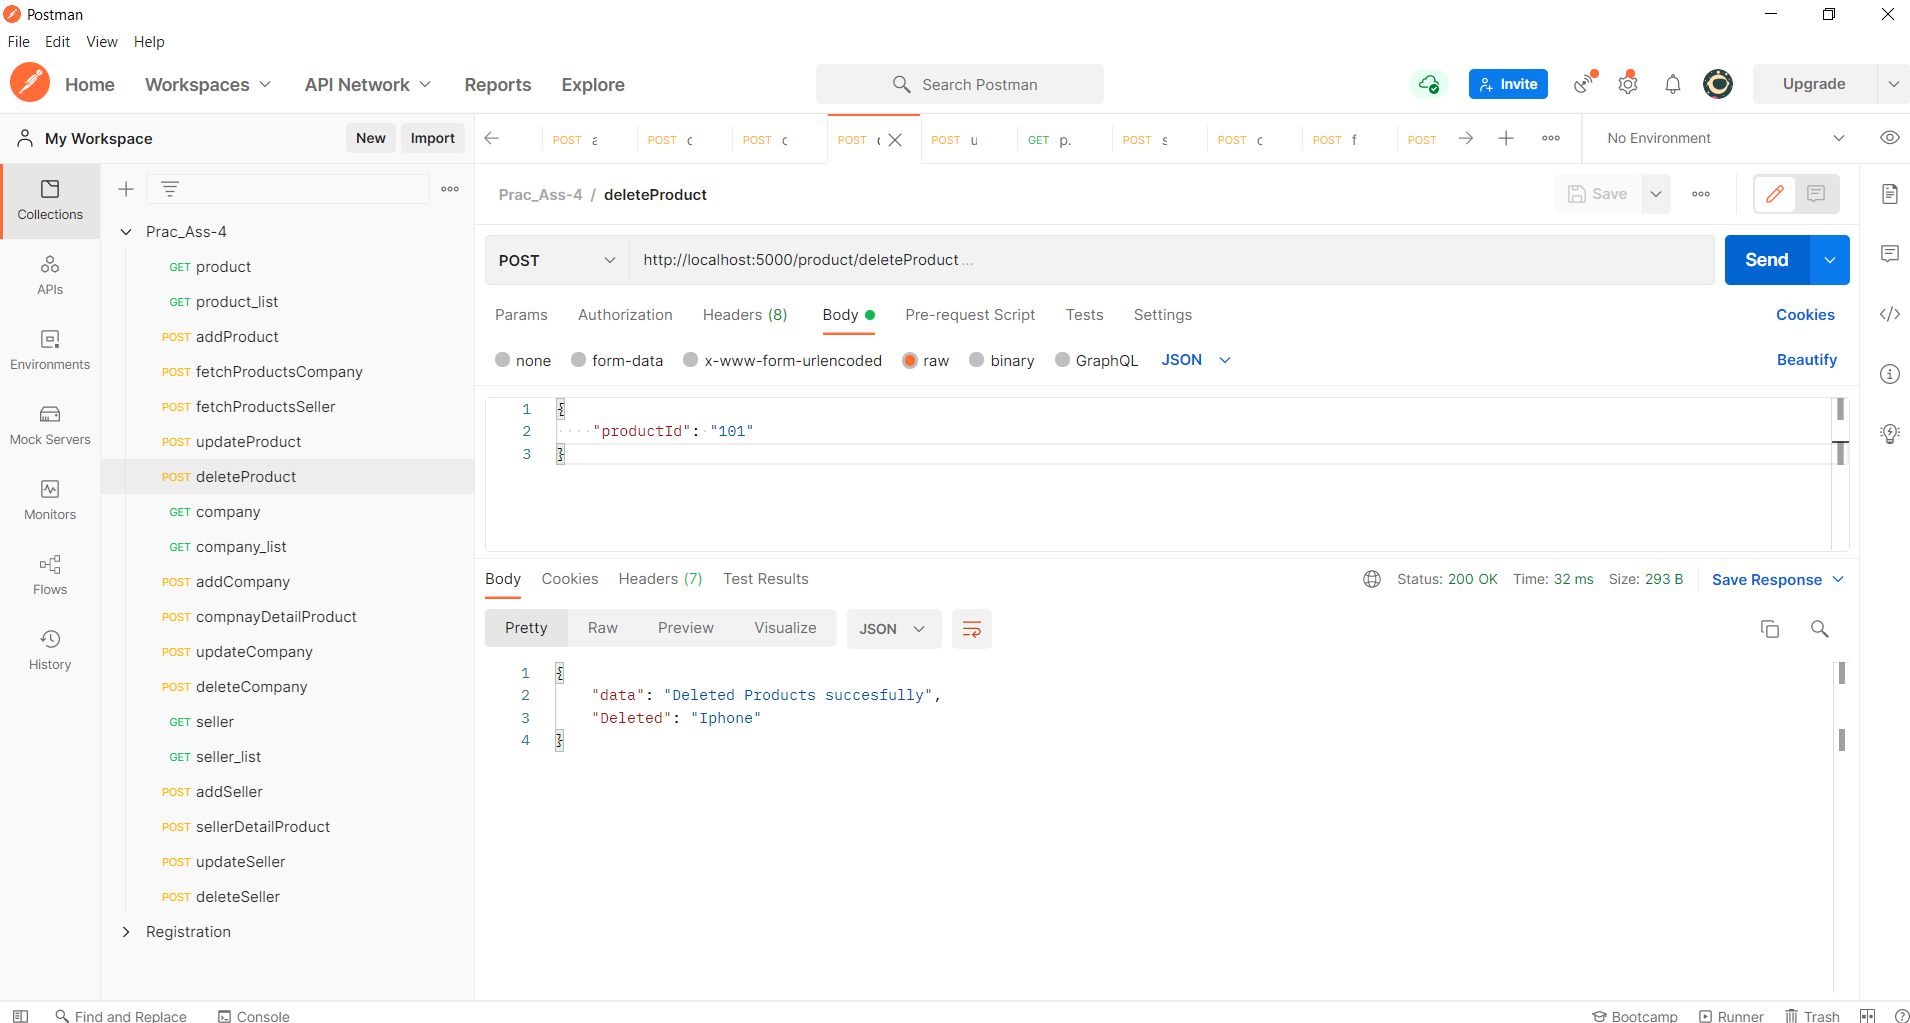 Postman
File Edit View Help
Home Workspaces API Network Reports Explore Search Postman Invite Upgrade
My Workspace New Import
POST POST c POST c POST POST u GET p. POST s POST c POST f POST No Environment
Collections
APIs
Environments
Mock Servers
Monitors
Flows
History
Prac_Ass-4
GET product
GET product_list
POST addProduct
POST fetchProductsCompany
POST fetchProductsSeller
POST updateProduct
POST deleteProduct
GET company
GET company_list
POST addCompany
POST compnayDetailProduct
POST updateCompany
POST deleteCompany
GET seller
GET seller_list
POST addSeller
POST sellerDetailProduct
POST updateSeller
POST deleteSeller
Registration
Prac_Ass-4 / deleteProduct Save
POST http://localhost:5000/product/deleteProduct ... Send
Params Authorization Headers (8) Body Pre-request Script Tests Settings Cookies
none form-data x-www-form-urlencoded raw binary GraphQL JSON Beautify
1 {
2 "productId": "101"
3 }
Body Cookies Headers (7) Test Results Status: 200 OK Time: 32 ms Size: 293 B Save Response
Pretty Raw Preview Visualize JSON
1 {
2 "data": "Deleted Products succesfully",
3 "Deleted": "Iphone"
4 }
Find and Replace Console Bootcamp Runner Trash